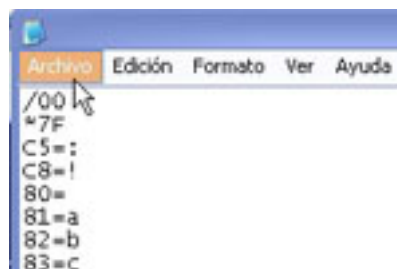 Archivo Edición Formato Ver Ayuda
/00
*7F
C5=:
C8=!
80=
81=a
82=b
83=c